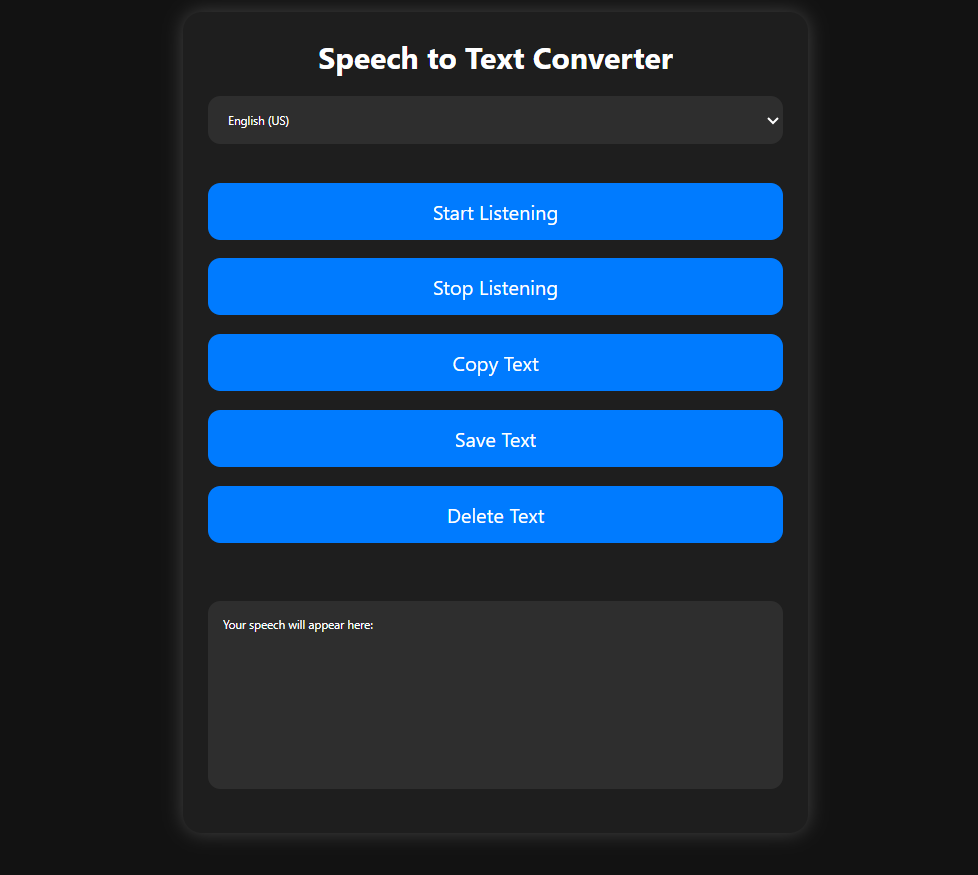 Speech to Text Converter
English (US)
Start Listening
Stop Listening
Copy Text
Save Text
Delete Text
Your speech will appear here: